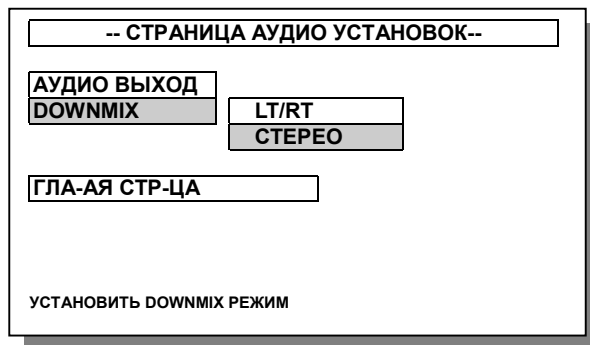 -- СТРАНИЦА АУДИО УСТАНОВОК--
АУДИО ВЫХОД
DOWNMIX LT/RT
СТЕРЕО
ГЛА-АЯ СТР-ЦА
УСТАНОВИТЬ DOWNMIX РЕЖИМ